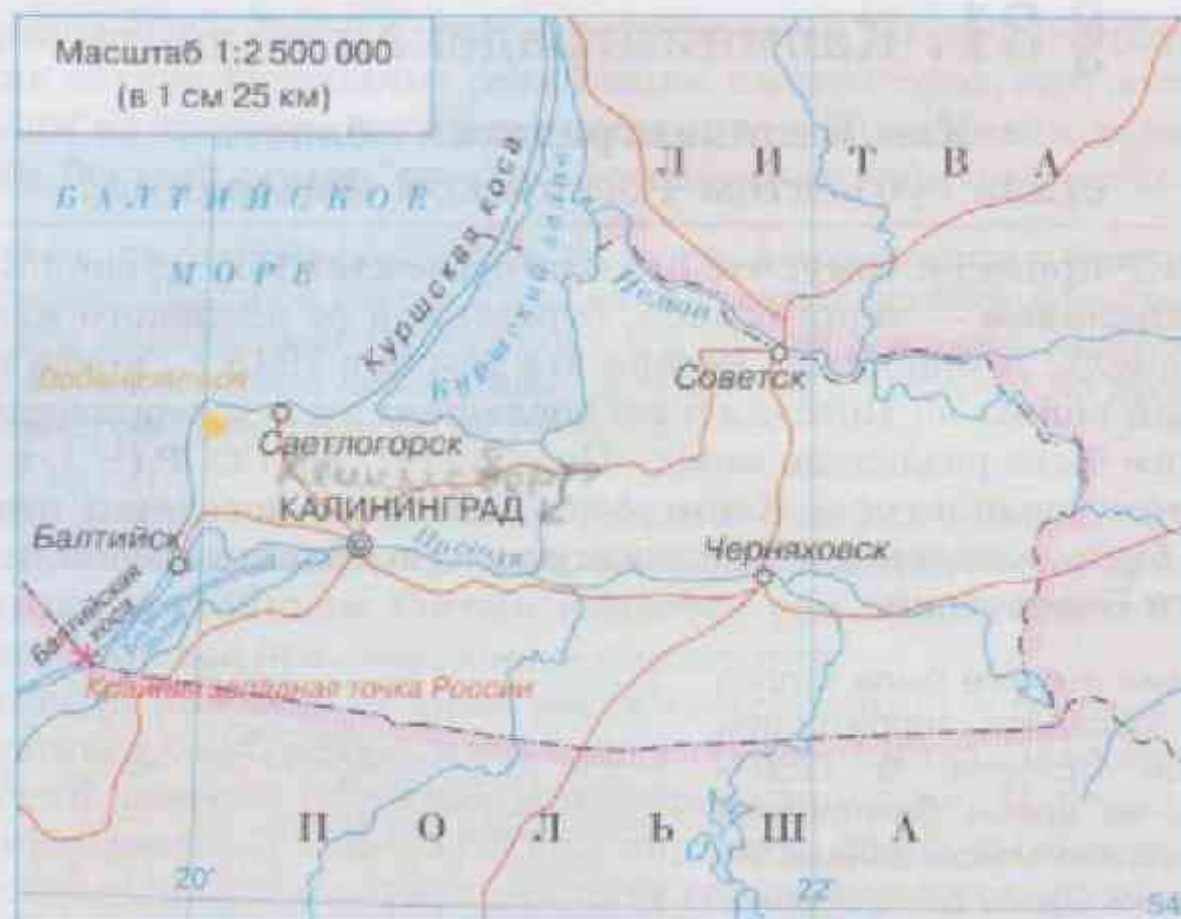 Масштаб 1:2 500 000
(в 1 см 25 км)
БАЛТИЙСКОЕ
МОРЕ
ЛИТВА
Куршская коса
Куршский залив
Неман
Советск
Светлогорск
КАЛИНИНГРАД
Балтийск
Черняховск
Балтийская
коса
Крайняя западная точка России
ПОЛЬША
20°
22°
54